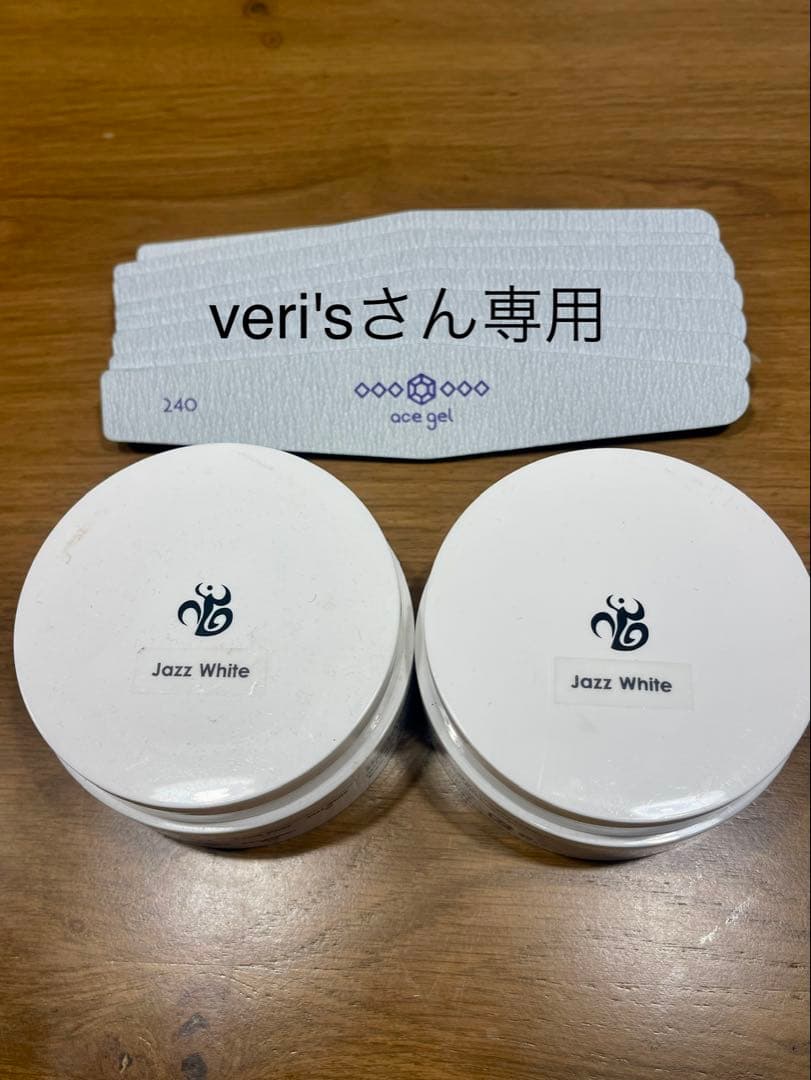 veri'sさん専用
240
ace gel
Jazz White
Jazz White